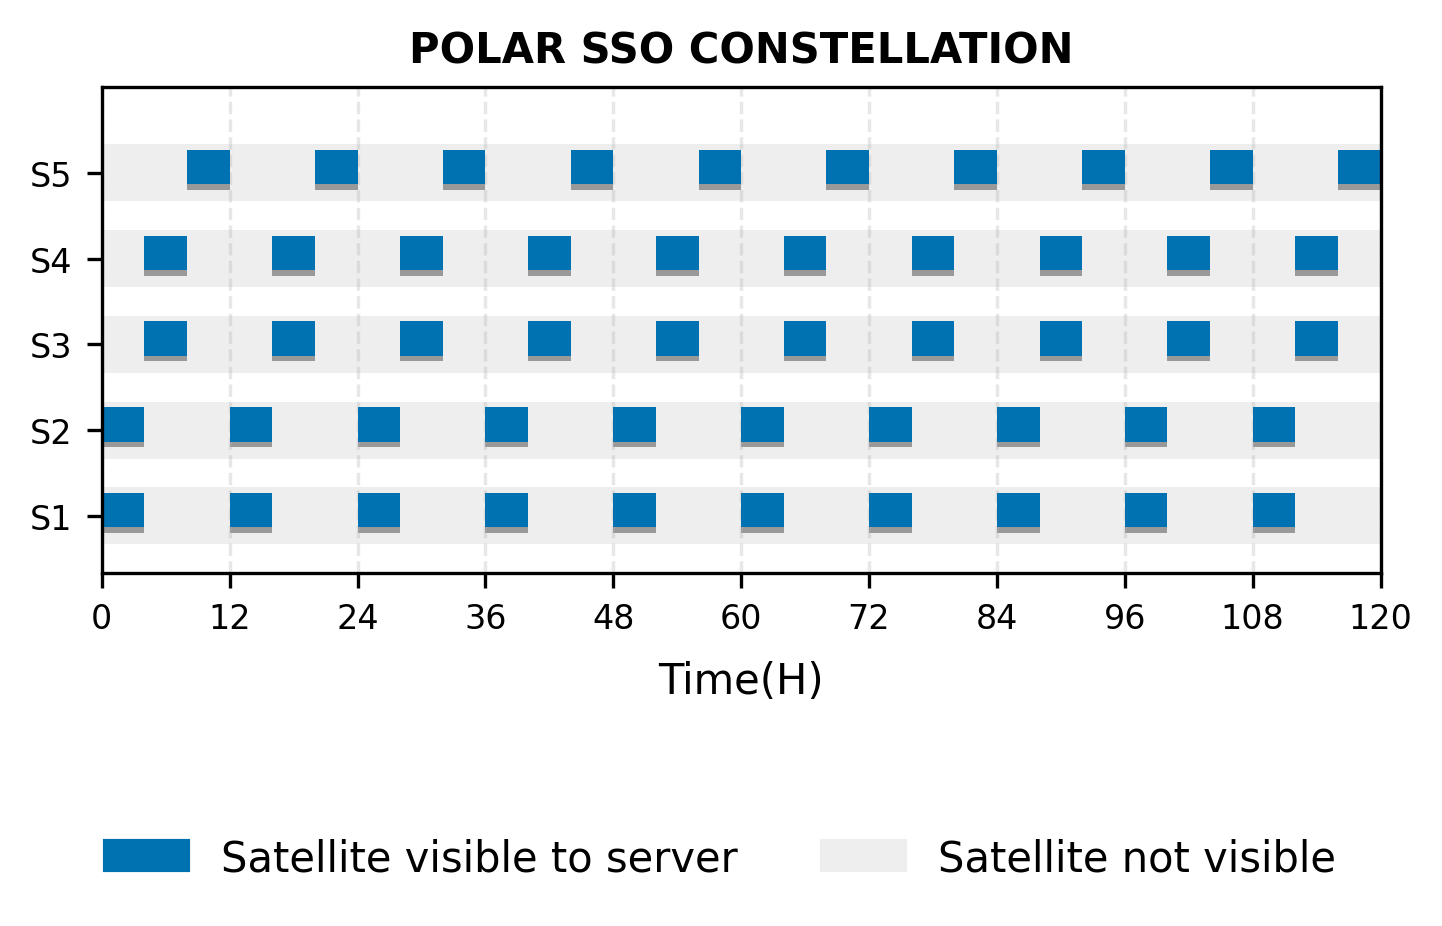 POLAR SSO CONSTELLATION
S5
S4
S3
S2
S1
0 12 24 36 48 60 72 84 96 108 120
Time(H)
Satellite visible to server Satellite not visible